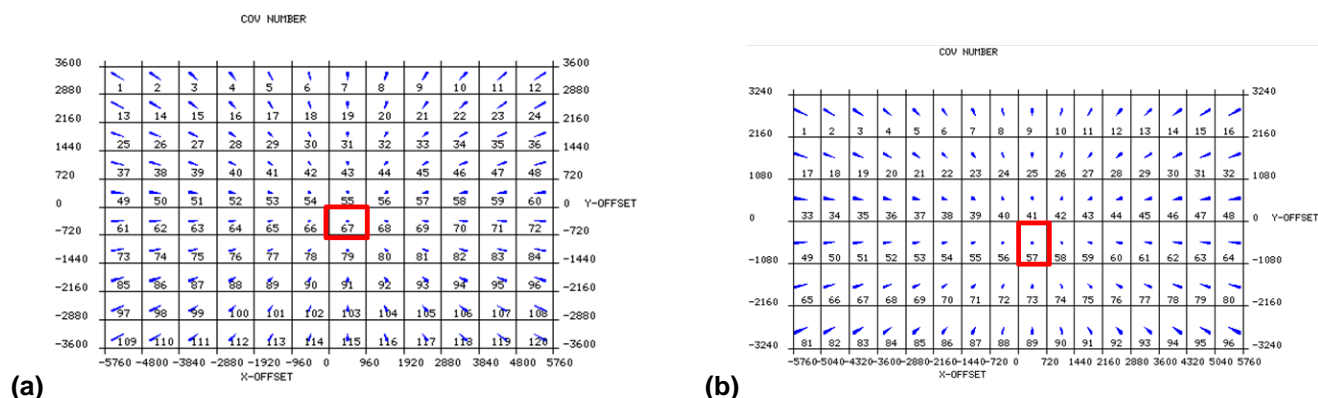 COV NUMBER
3600 3600
1 2 3 4 5 6 7 8 9 10 11 12
2880 2880
13 14 15 16 17 18 19 20 21 22 23 24
2160 2160
25 26 27 28 29 30 31 32 33 34 35 36
1440 1440
37 38 39 40 41 42 43 44 45 46 47 48
720 720
49 50 51 52 53 54 55 56 57 58 59 60
0 0 Y-OFFSET
61 62 63 64 65 66 67 68 69 70 71 72
-720 -720
73 74 75 76 77 78 79 80 81 82 83 84
-1440 -1440
85 86 87 88 89 90 91 92 93 94 95 96
-2160 -2160
97 98 99 100 101 102 103 104 105 106 107 108
-2880 -2880
109 110 111 112 113 114 115 116 117 118 119 120
-3600 -3600
-5760 -4800 -3840 -2880 -1920 -960 0 960 1920 2880 3840 4800 5760
X-OFFSET
(a)
COV NUMBER
3240 3240
1 2 3 4 5 6 7 8 9 10 11 12 13 14 15 16
2160 2160
17 18 19 20 21 22 23 24 25 26 27 28 29 30 31 32
1080 1080
33 34 35 36 37 38 39 40 41 42 43 44 45 46 47 48
0 0 Y-OFFSET
49 50 51 52 53 54 55 56 57 58 59 60 61 62 63 64
-1080 -1080
65 66 67 68 69 70 71 72 73 74 75 76 77 78 79 80
-2160 -2160
81 82 83 84 85 86 87 88 89 90 91 92 93 94 95 96
-3240 -3240
-5760-5040-4320-3600-2880-2160-1440-720 0 720 1440 2160 2880 3600 4320 5040 5760
X-OFFSET
(b)